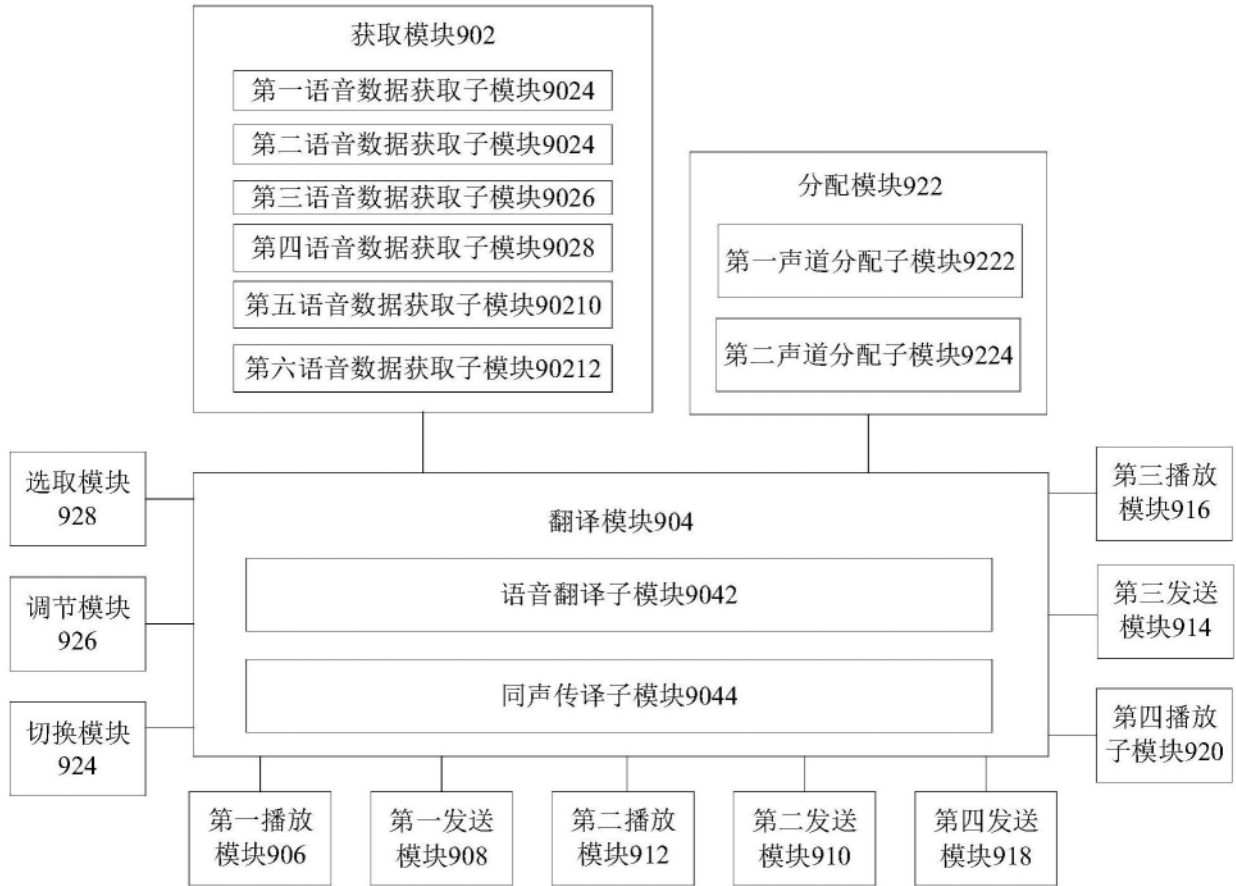 获取模块902
第一语音数据获取子模块9024
第二语音数据获取子模块9024
第三语音数据获取子模块9026
第四语音数据获取子模块9028
第五语音数据获取子模块90210
第六语音数据获取子模块90212
分配模块922
第一声道分配子模块9222
第二声道分配子模块9224
选取模块
928
调节模块
926
切换模块
924
翻译模块904
语音翻译子模块9042
同声传译子模块9044
第三播放
模块916
第三发送
模块914
第四播放
子模块920
第一播放
模块906
第一发送
模块908
第二播放
模块912
第二发送
模块910
第四发送
模块918